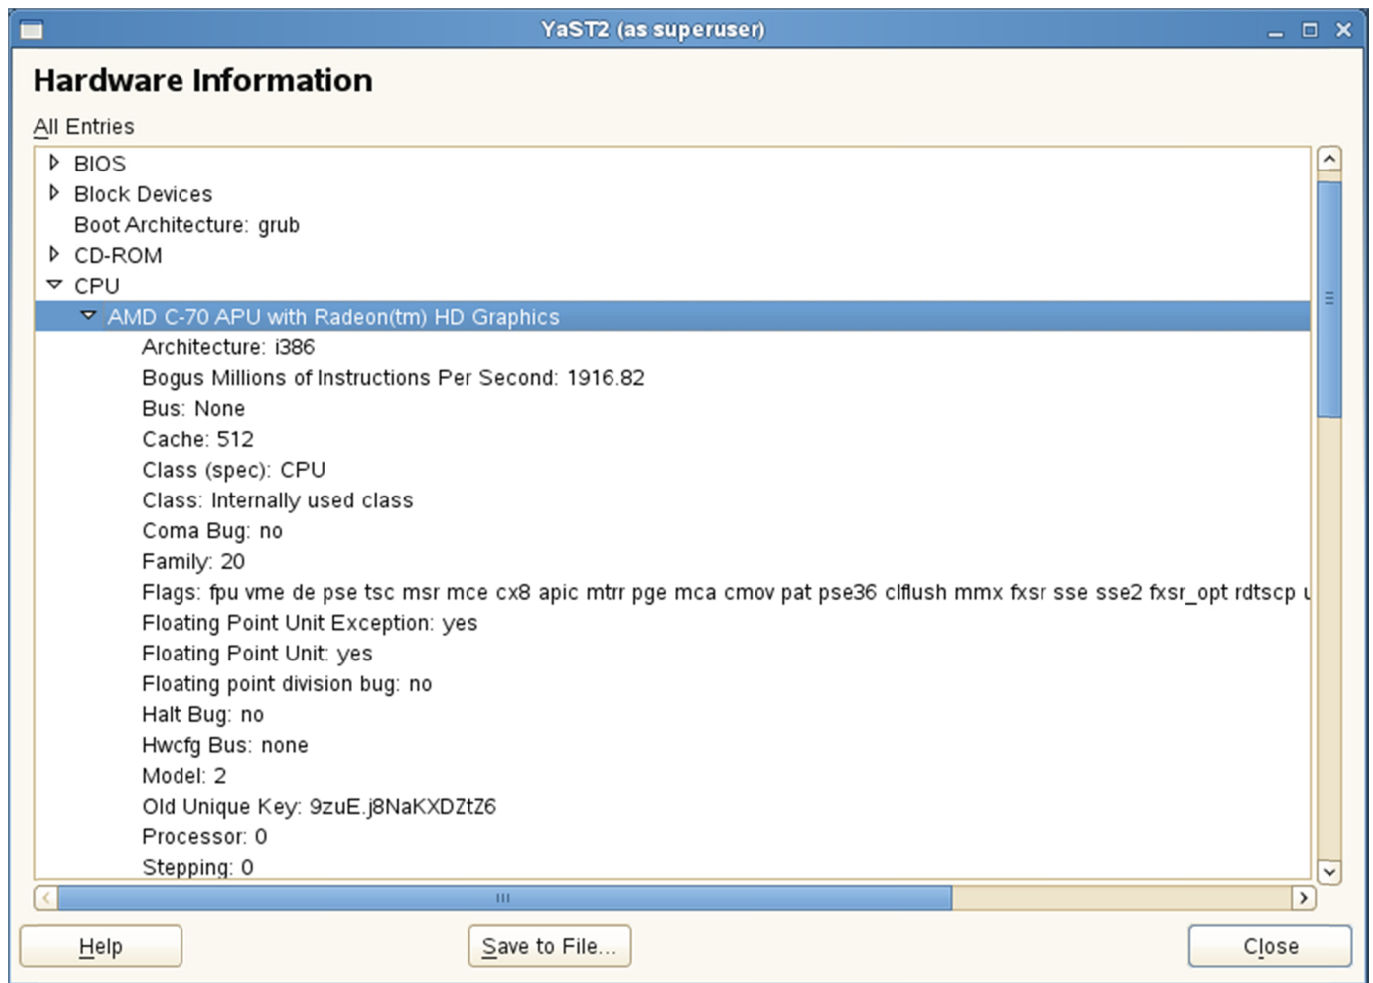 YaST2 (as superuser)
Hardware Information
All Entries
BIOS
Block Devices
Boot Architecture: grub
CD-ROM
CPU
AMD C-70 APU with Radeon(tm) HD Graphics
Architecture: i386
Bogus Millions of Instructions Per Second: 1916.82
Bus: None
Cache: 512
Class (spec): CPU
Class: Internally used class
Coma Bug: no
Family: 20
Flags: fpu vme de pse tsc msr mce cx8 apic mtrr pge mca cmov pat pse36 clflush mmx fxsr sse sse2 fxsr_opt rdtscp
Floating Point Unit Exception: yes
Floating Point Unit: yes
Floating point division bug: no
Halt Bug: no
Hwcfg Bus: none
Model: 2
Old Unique Key: 9zuE.j8NaKXDZtZ6
Processor: 0
Stepping: 0
Help
Save to File...
Close